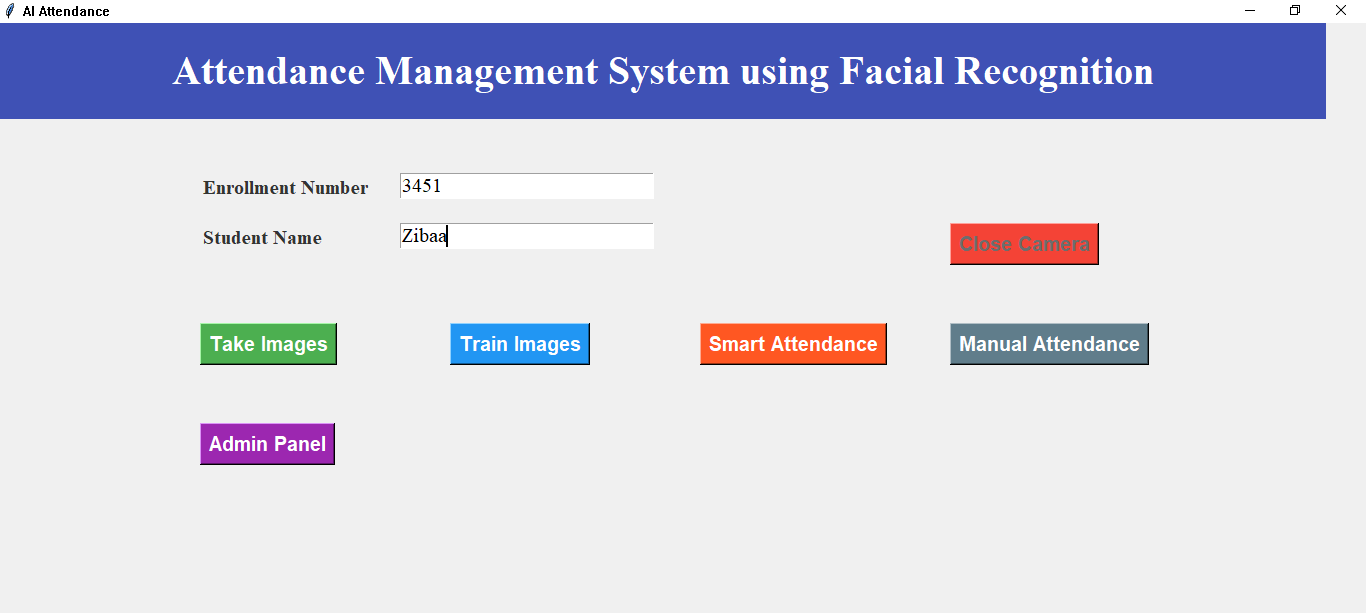 AI Attendance
Attendance Management System using Facial Recognition
Enrollment Number 3451
Student Name Zibaa
Close Camera
Take Images Train Images Smart Attendance Manual Attendance
Admin Panel